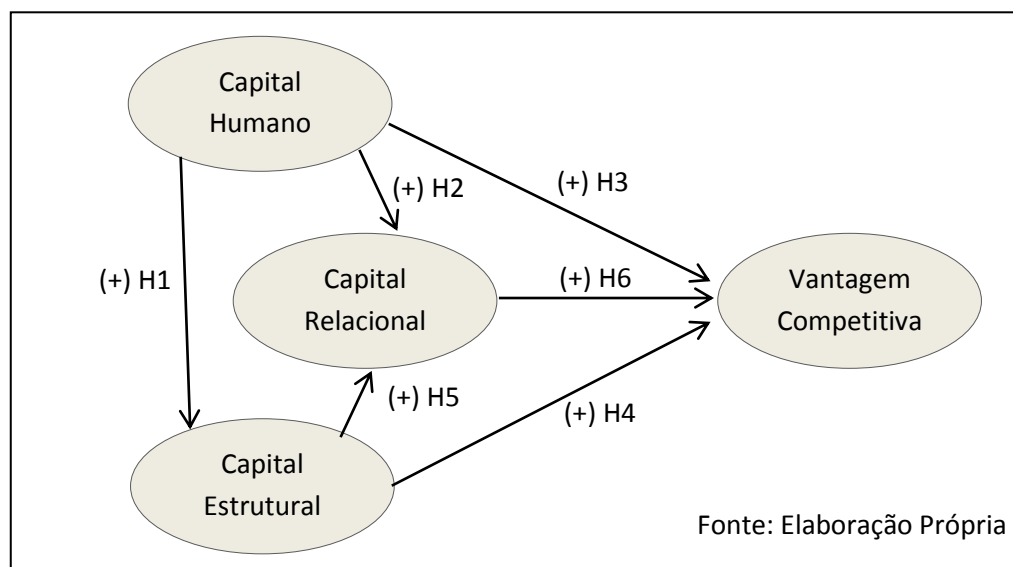 Capital
Humano
(+) H2
(+) H3
(+) H1
Capital
Relacional
(+) H6
Vantagem
Competitiva
(+) H5
(+) H4
Capital
Estrutural
Fonte: Elaboração Própria